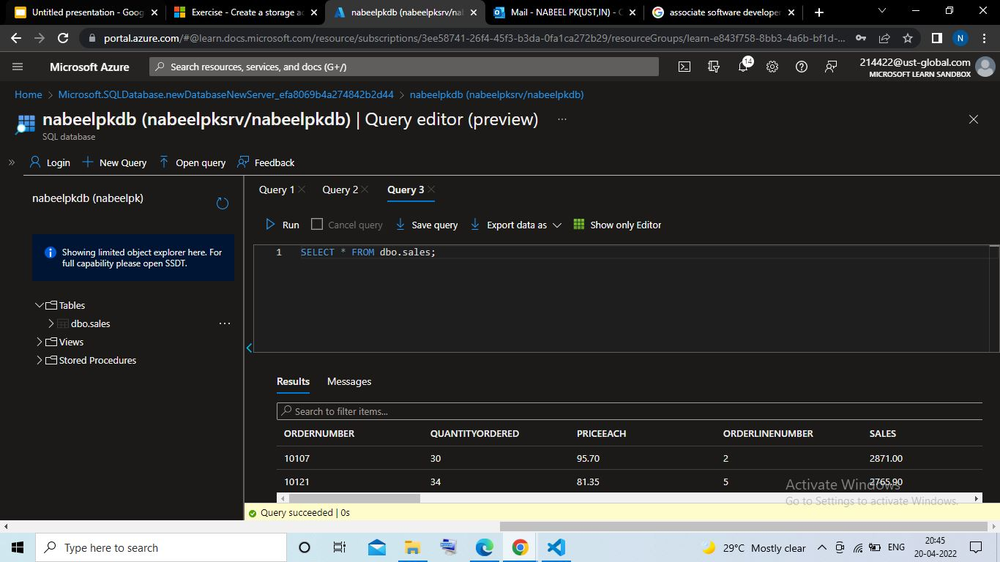 Untitled presentation - Goog
Exercise - Create a storage ac
nabeelpkdb (nabeelpksrv/nal
Mail - NABEEL PK(UST,IN) - O
associate software developer
portal.azure.com/#@learn.docs.microsoft.com/resource/subscriptions/3ee58741-26f4-45f3-b3da-0fa1ca272b29/resourceGroups/learn-e843f758-8bb3-4a6b-bf1d-...
N
Microsoft Azure
Search resources, services, and docs (G+/)
14
214422@ust-global.com
MICROSOFT LEARN SANDBOX
Home > Microsoft.SQLDatabase.newDatabaseNewServer_efa8069b4a274842b2d44 > nabeelpkdb (nabeelpksrv/nabeelpkdb)
nabeelpkdb (nabeelpksrv/nabeelpkdb) | Query editor (preview) ...
SQL database
Login
New Query
Open query
Feedback
nabeelpkdb (nabeelpk)
Showing limited object explorer here. For
full capability please open SSDT.
Tables
dbo.sales ...
Views
Stored Procedures
Query 1
Query 2
Query 3
Run
Cancel query
Save query
Export data as
Show only Editor
1 SELECT * FROM dbo.sales;
Results
Messages
Search to filter items...
ORDERNUMBER QUANTITYORDERED PRICEEACH ORDERLINENUMBER SALES
10107 30 95.70 2 2871.00
10121 34 81.35 5 2765.90
Activate Windows
Go to Settings to activate Windows.
Query succeeded | 0s
Type here to search
29°C Mostly clear
ENG
20:45
20-04-2022